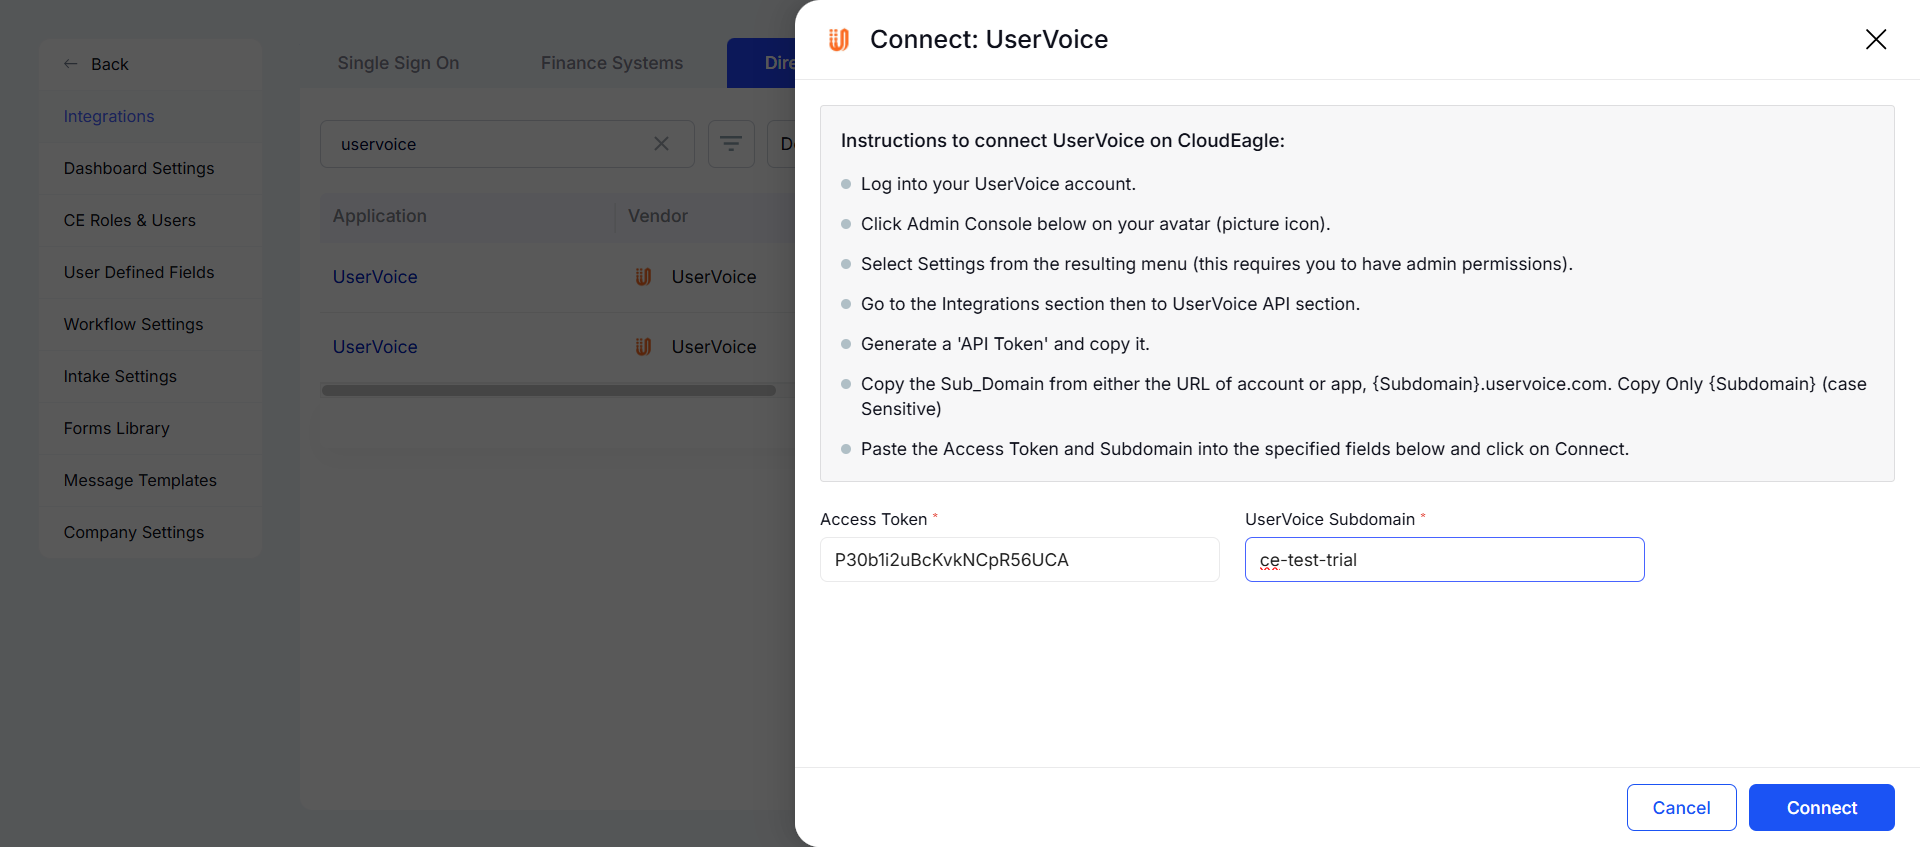 Back
Integrations
Dashboard Settings
CE Roles & Users
User Defined Fields
Workflow Settings
Intake Settings
Forms Library
Message Templates
Company Settings
Single Sign On
Finance Systems
Dire
uservoice
D
Application
Vendor
UserVoice
UserVoice
UserVoice
UserVoice
Connect: UserVoice
Instructions to connect UserVoice on CloudEagle:
Log into your UserVoice account.
Click Admin Console below on your avatar (picture icon).
Select Settings from the resulting menu (this requires you to have admin permissions).
Go to the Integrations section then to UserVoice API section.
Generate a 'API Token' and copy it.
Copy the Sub_Domain from either the URL of account or app, {Subdomain}.uservoice.com. Copy Only {Subdomain} (case
Sensitive)
Paste the Access Token and Subdomain into the specified fields below and click on Connect.
Access Token *
UserVoice Subdomain *
P30b1i2uBcKvkNCpR56UCA
ce-test-trial
Cancel
Connect